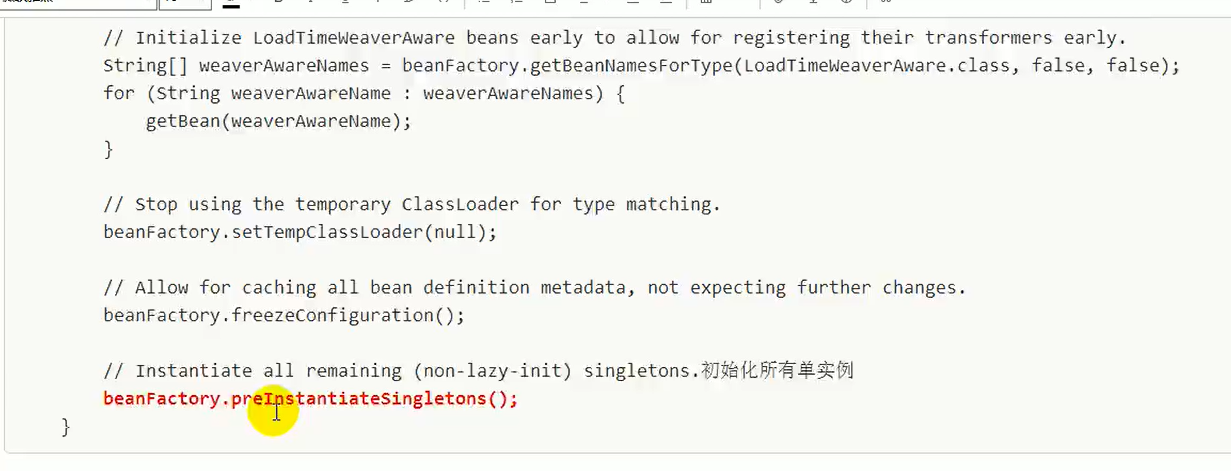 // Initialize LoadTimeWeaverAware beans early to allow for registering their transformers early.
String[] weaverAwareNames = beanFactory.getBeanNamesForType(LoadTimeWeaverAware.class, false, false);
for (String weaverAwareName : weaverAwareNames) {
getBean(weaverAwareName);
}
// Stop using the temporary ClassLoader for type matching.
beanFactory.setTempClassLoader(null);
// Allow for caching all bean definition metadata, not expecting further changes.
beanFactory.freezeConfiguration();
// Instantiate all remaining (non-lazy-init) singletons.初始化所有单实例
beanFactory.preInstantiateSingletons();
}